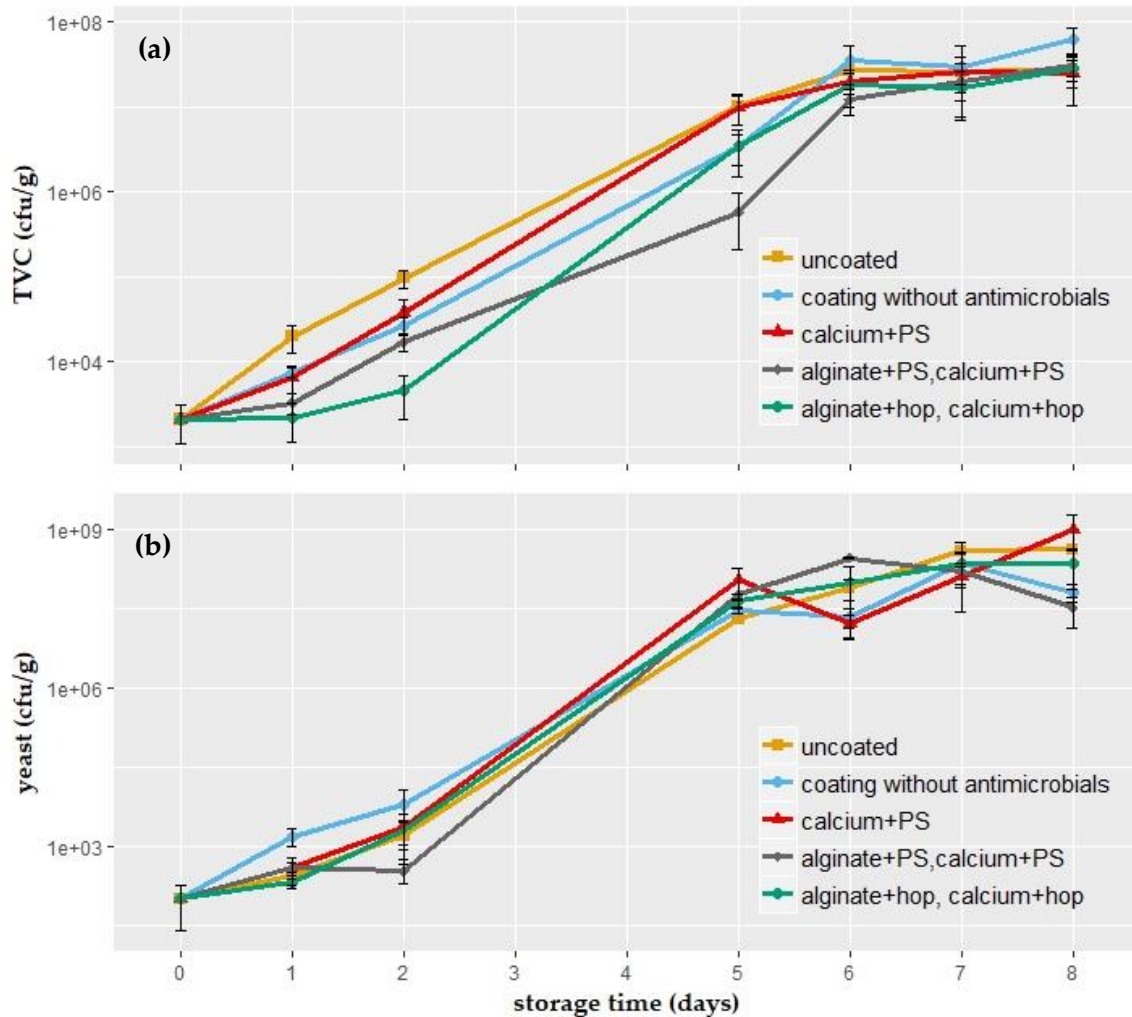 (a)
TVC (cfu/g)
1e+08
1e+06
1e+04
uncoated
coating without antimicrobials
calcium+PS
alginate+PS,calcium+PS
alginate+hop, calcium+hop
(b)
yeast (cfu/g)
1e+09
1e+06
1e+03
uncoated
coating without antimicrobials
calcium+PS
alginate+PS,calcium+PS
alginate+hop, calcium+hop
0 1 2 3 4 5 6 7 8
storage time (days)